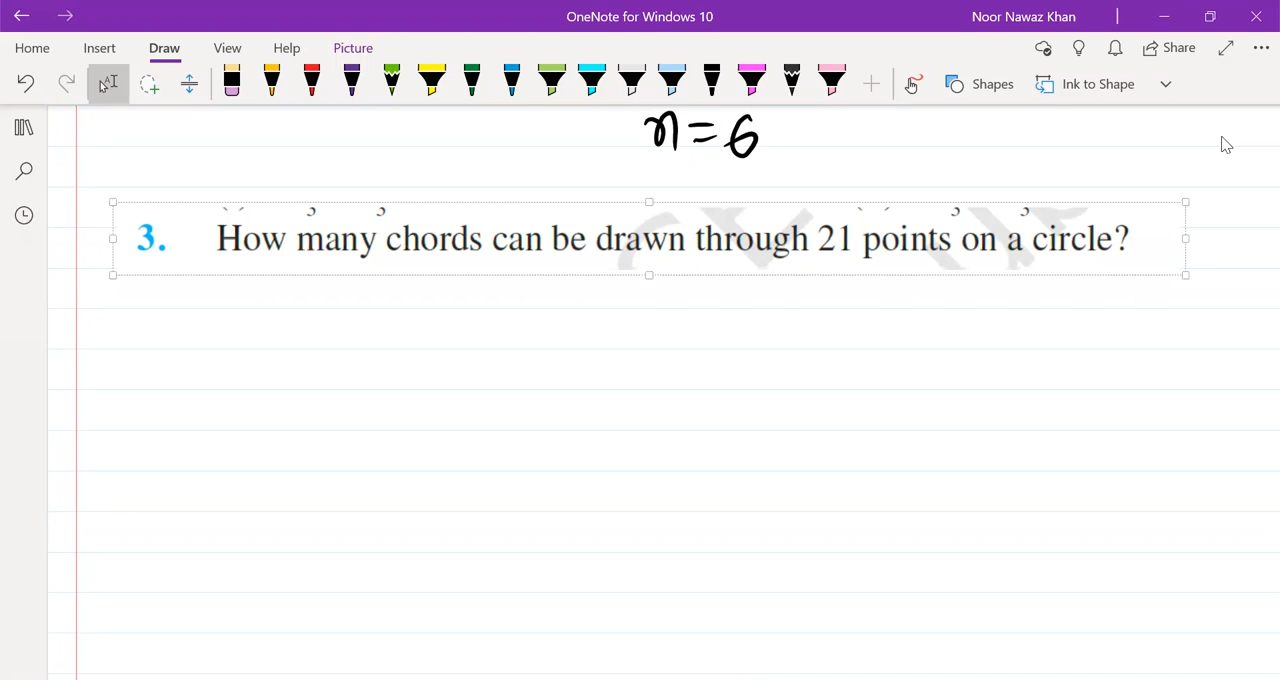 OneNote for Windows 10
Noor Nawaz Khan
Home Insert Draw View Help Picture
Share
Shapes
Ink to Shape
n=6
3. How many chords can be drawn through 21 points on a circle?